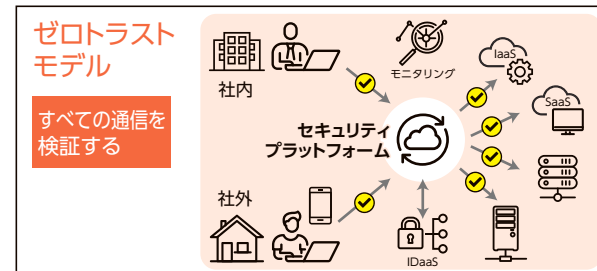 ゼロトラスト
モデル
すべての通信を
検証する
社内
モニタリング
IaaS
SaaS
セキュリティ
プラットフォーム
社外
IDaaS